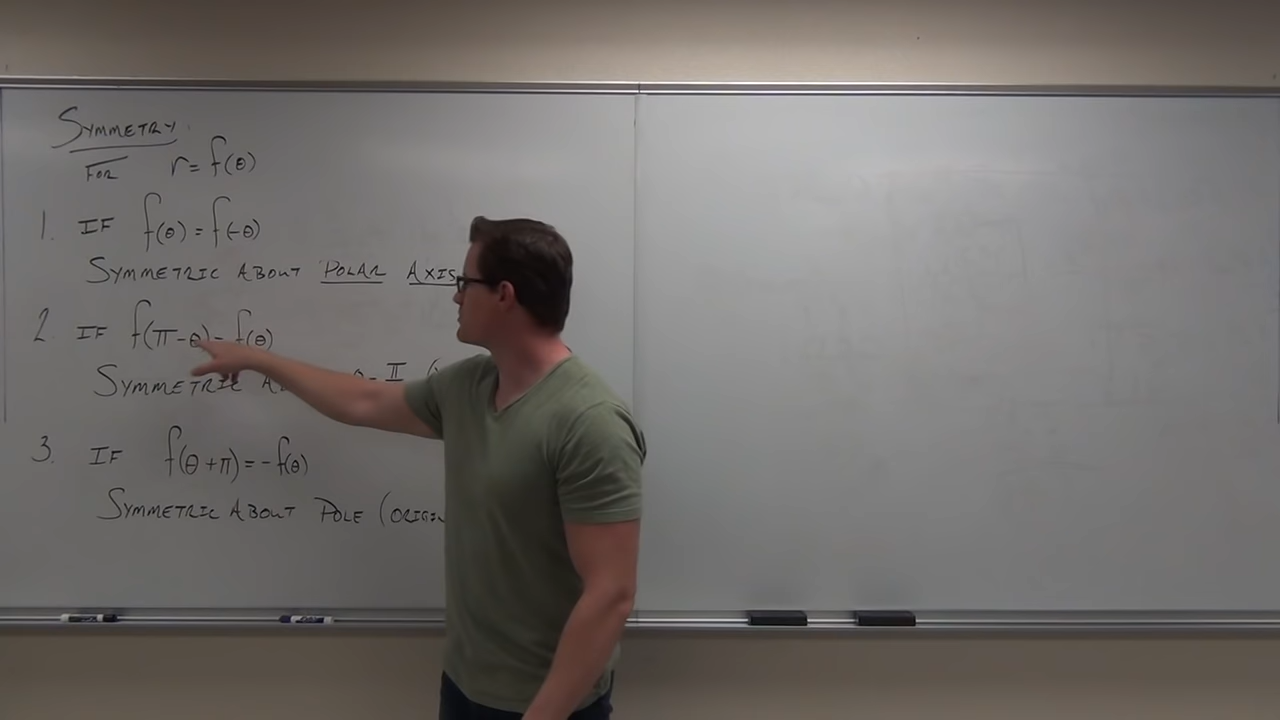 SYMMETRY
FOR r = f(θ)
1. IF f(θ) = f(-θ)
SYMMETRIC ABOUT POLAR AXIS
2. IF f(π-θ) = f(θ)
SYMMETRIC
3. IF f(θ+π) = -f(θ)
SYMMETRIC ABOUT POLE (ORIGIN